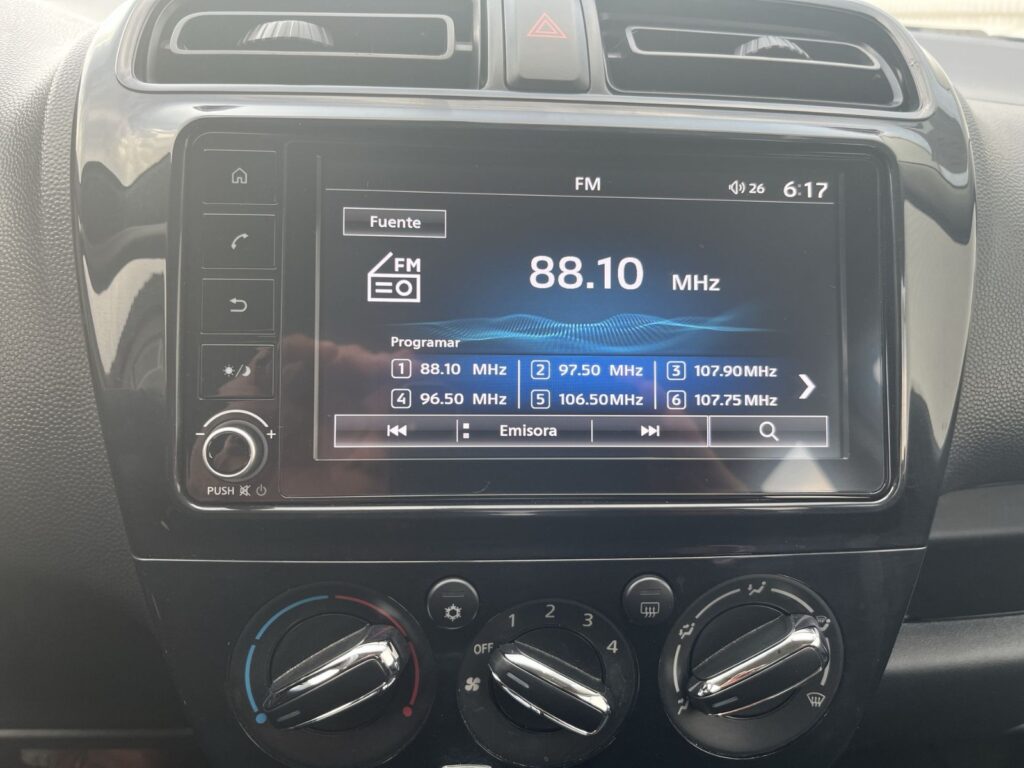 FM 26 6:17
Fuente
FM
88.10 MHz
Programar
1 88.10 MHz 2 97.50 MHz 3 107.90MHz
4 96.50 MHz 5 106.50MHz 6 107.75 MHz
Emisora
- +
PUSH
OFF 1 2 3 4